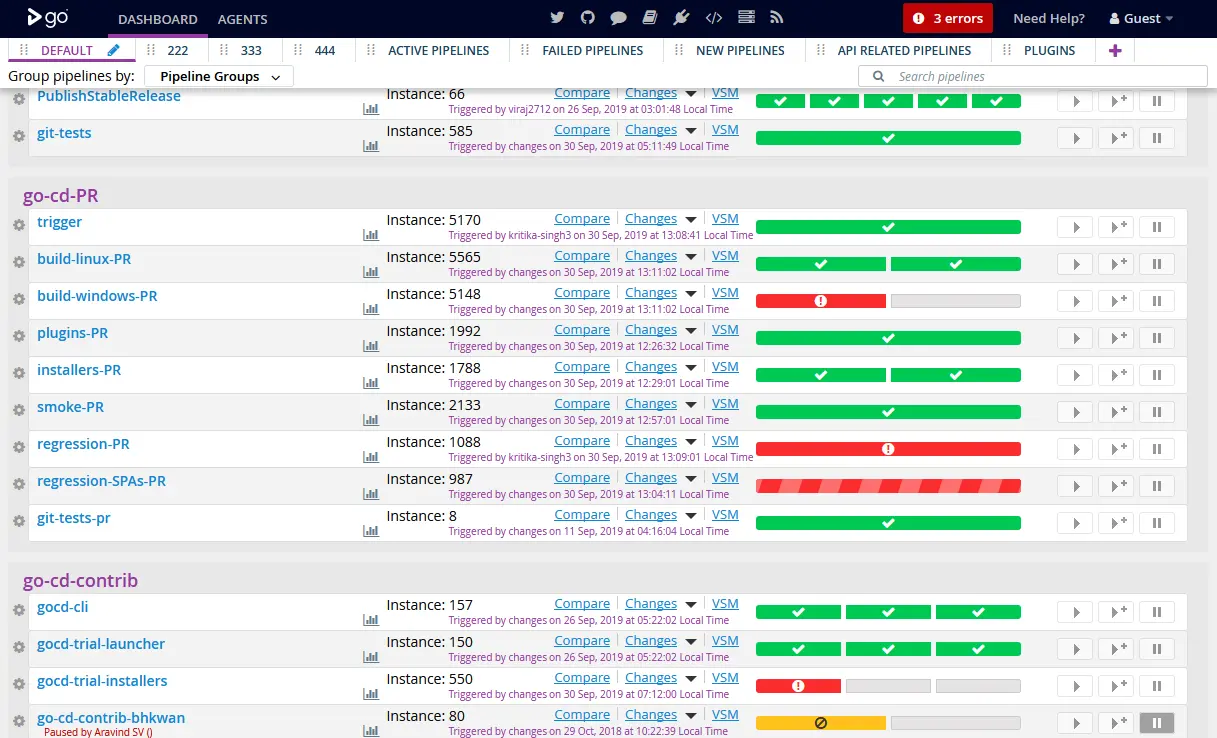 go DASHBOARD AGENTS 3 errors Need Help? Guest
DEFAULT 222 333 444 ACTIVE PIPELINES FAILED PIPELINES NEW PIPELINES API RELATED PIPELINES PLUGINS +
Group pipelines by: Pipeline Groups Search pipelines
PublishStableRelease Instance: 66 Compare Changes VSM
Triggered by viraj2712 on 26 Sep, 2019 at 03:01:48 Local Time
git-tests Instance: 585 Compare Changes VSM
Triggered by changes on 30 Sep, 2019 at 05:11:49 Local Time
go-cd-PR
trigger Instance: 5170 Compare Changes VSM
Triggered by kritika-singh3 on 30 Sep, 2019 at 13:08:41 Local Time
build-linux-PR Instance: 5565 Compare Changes VSM
Triggered by changes on 30 Sep, 2019 at 13:11:02 Local Time
build-windows-PR Instance: 5148 Compare Changes VSM
Triggered by changes on 30 Sep, 2019 at 13:11:02 Local Time
plugins-PR Instance: 1992 Compare Changes VSM
Triggered by changes on 30 Sep, 2019 at 12:26:32 Local Time
installers-PR Instance: 1788 Compare Changes VSM
Triggered by changes on 30 Sep, 2019 at 12:29:01 Local Time
smoke-PR Instance: 2133 Compare Changes VSM
Triggered by changes on 30 Sep, 2019 at 12:57:01 Local Time
regression-PR Instance: 1088 Compare Changes VSM
Triggered by kritika-singh3 on 30 Sep, 2019 at 13:09:01 Local Time
regression-SPAs-PR Instance: 987 Compare Changes VSM
Triggered by changes on 30 Sep, 2019 at 13:04:11 Local Time
git-tests-pr Instance: 8 Compare Changes VSM
Triggered by changes on 11 Sep, 2019 at 04:16:04 Local Time
go-cd-contrib
gocd-cli Instance: 157 Compare Changes VSM
Triggered by changes on 26 Sep, 2019 at 05:22:02 Local Time
gocd-trial-launcher Instance: 150 Compare Changes VSM
Triggered by changes on 26 Sep, 2019 at 05:22:02 Local Time
gocd-trial-installers Instance: 550 Compare Changes VSM
Triggered by changes on 30 Sep, 2019 at 07:12:00 Local Time
go-cd-contrib-bhkwan Instance: 80 Compare Changes VSM
Paused by Aravind SV () Triggered by changes on 29 Oct, 2018 at 10:22:39 Local Time